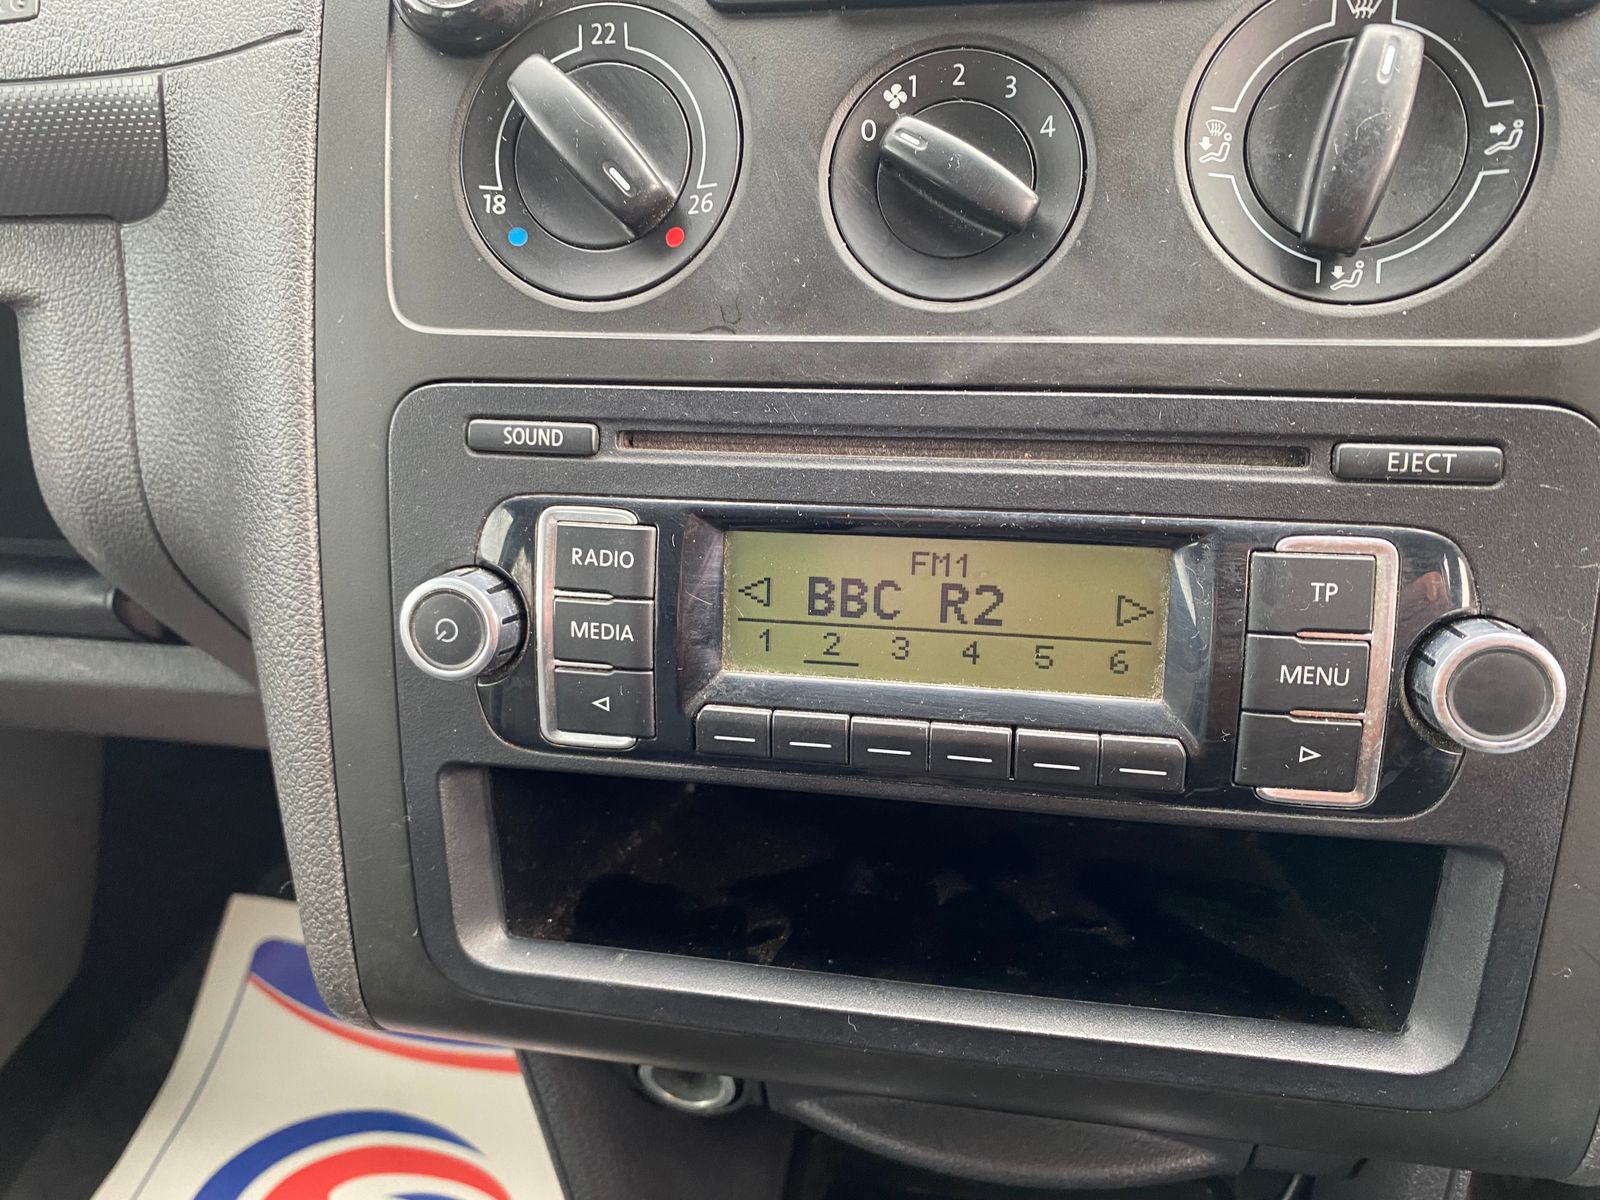 22
18
26
0
1
2
3
4
SOUND
EJECT
RADIO
MEDIA
FM1
BBC R2
1 2 3 4 5 6
TP
MENU